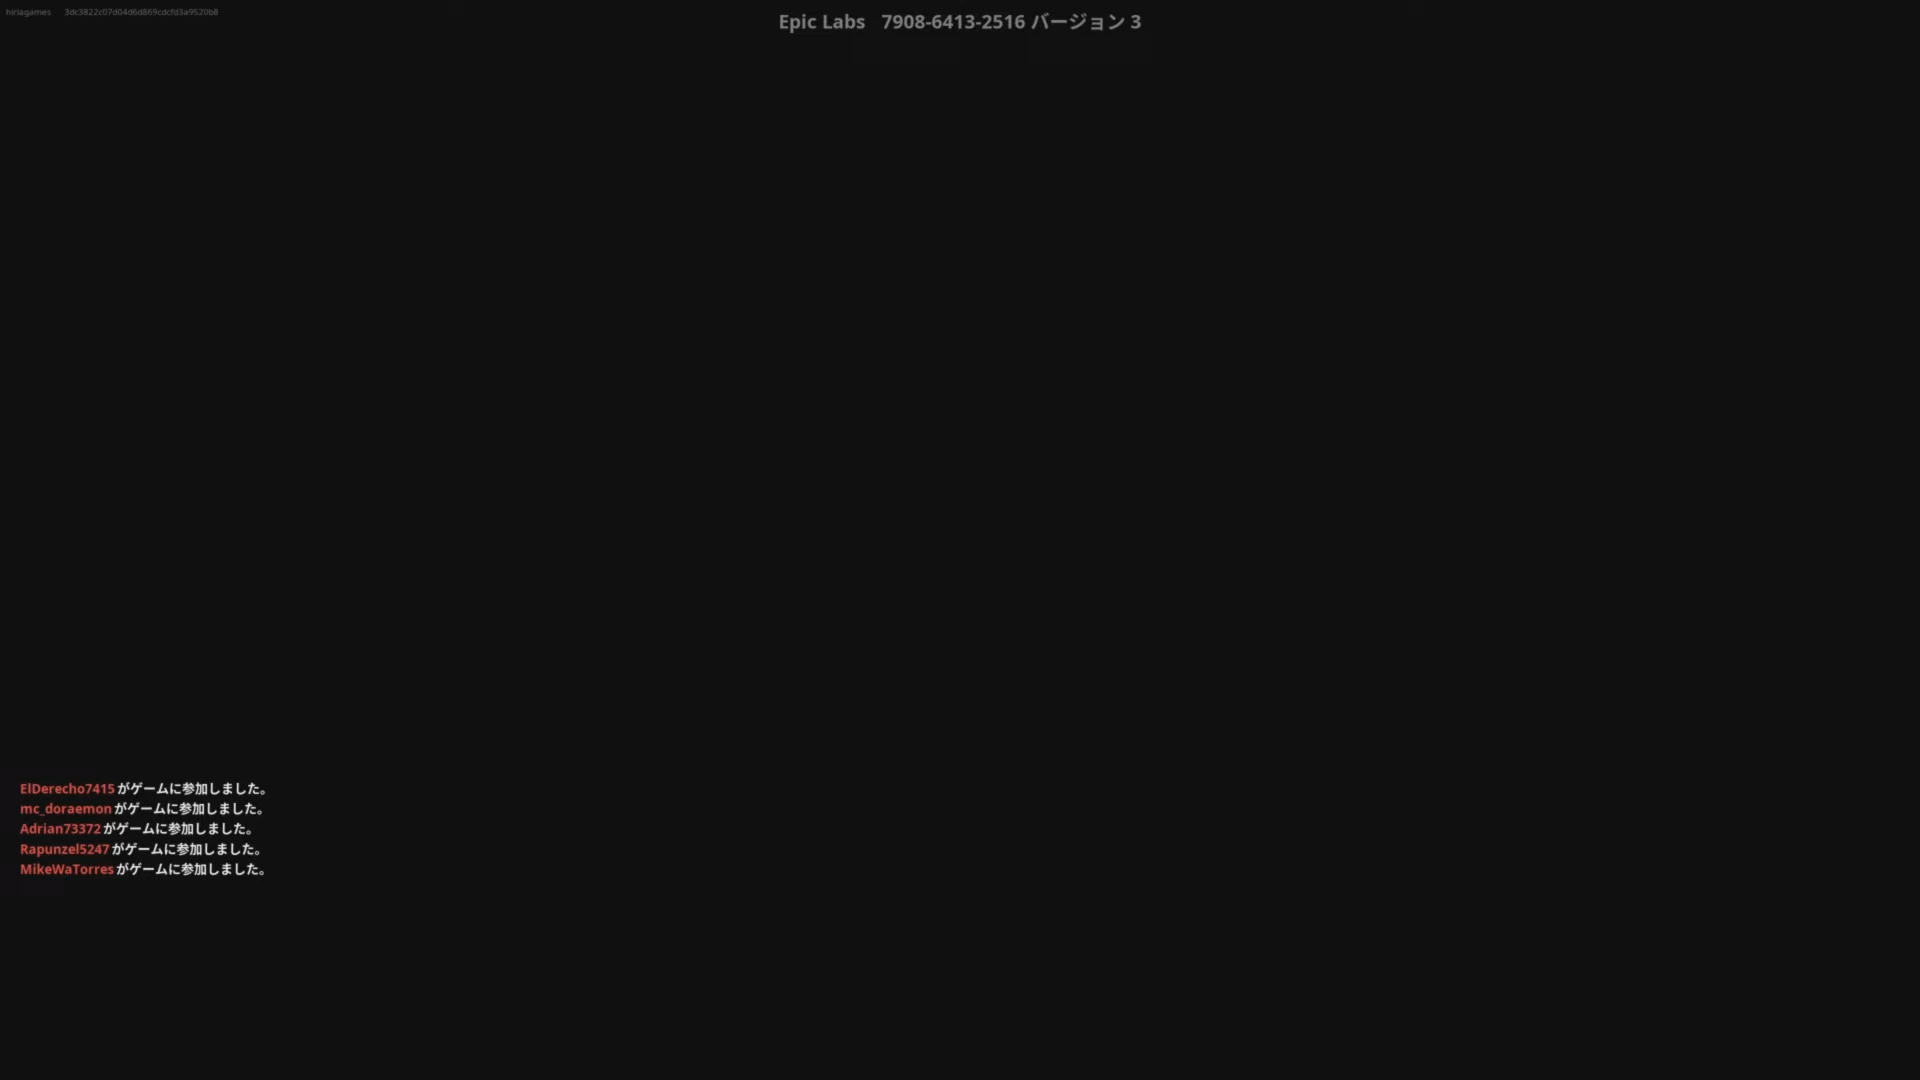 hiriagames 3dc3822c07d04d6d869cdcfd3a9520b8
Epic Labs 7908-6413-2516 バージョン 3
ElDerecho7415 がゲームに参加しました。
mc_doraemon がゲームに参加しました。
Adrian73372 がゲームに参加しました。
Rapunzel5247 がゲームに参加しました。
MikeWaTorres がゲームに参加しました。